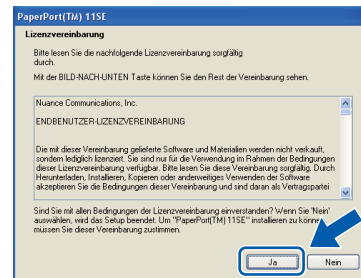 PaperPort(TM) 11SE
Lizenzvereinbarung
Bitte lesen Sie die nachfolgende Lizenzvereinbarung sorgfältig
durch.
Mit der BILD-NACH-UNTEN Taste können Sie den Rest der Vereinbarung sehen.
Nuance Communications, Inc.
ENDBENUTZER-LIZENZVEREINBARUNG
Die mit dieser Vereinbarung gelieferte Software und Materialien werden nicht verkauft,
sondern lediglich lizenziert. Sie sind nur für die Verwendung im Rahmen der Bedingungen
dieser Lizenzvereinbarung verfügbar. Bitte lesen Sie diese Vereinbarung sorgfältig. Durch
Herunterladen, Installieren, Kopieren oder anderweitiges Verwenden der Software
akzeptieren Sie die Bedingungen dieser Vereinbarung und sind daran als Vertragspartei
Sind Sie mit allen Bedingungen der Lizenzvereinbarung einverstanden? Wenn Sie 'Nein'
auswählen, wird das Setup beendet. Um "PaperPort(TM) 11SE" installieren zu können,
müssen Sie dieser Vereinbarung zustimmen.
Ja Nein